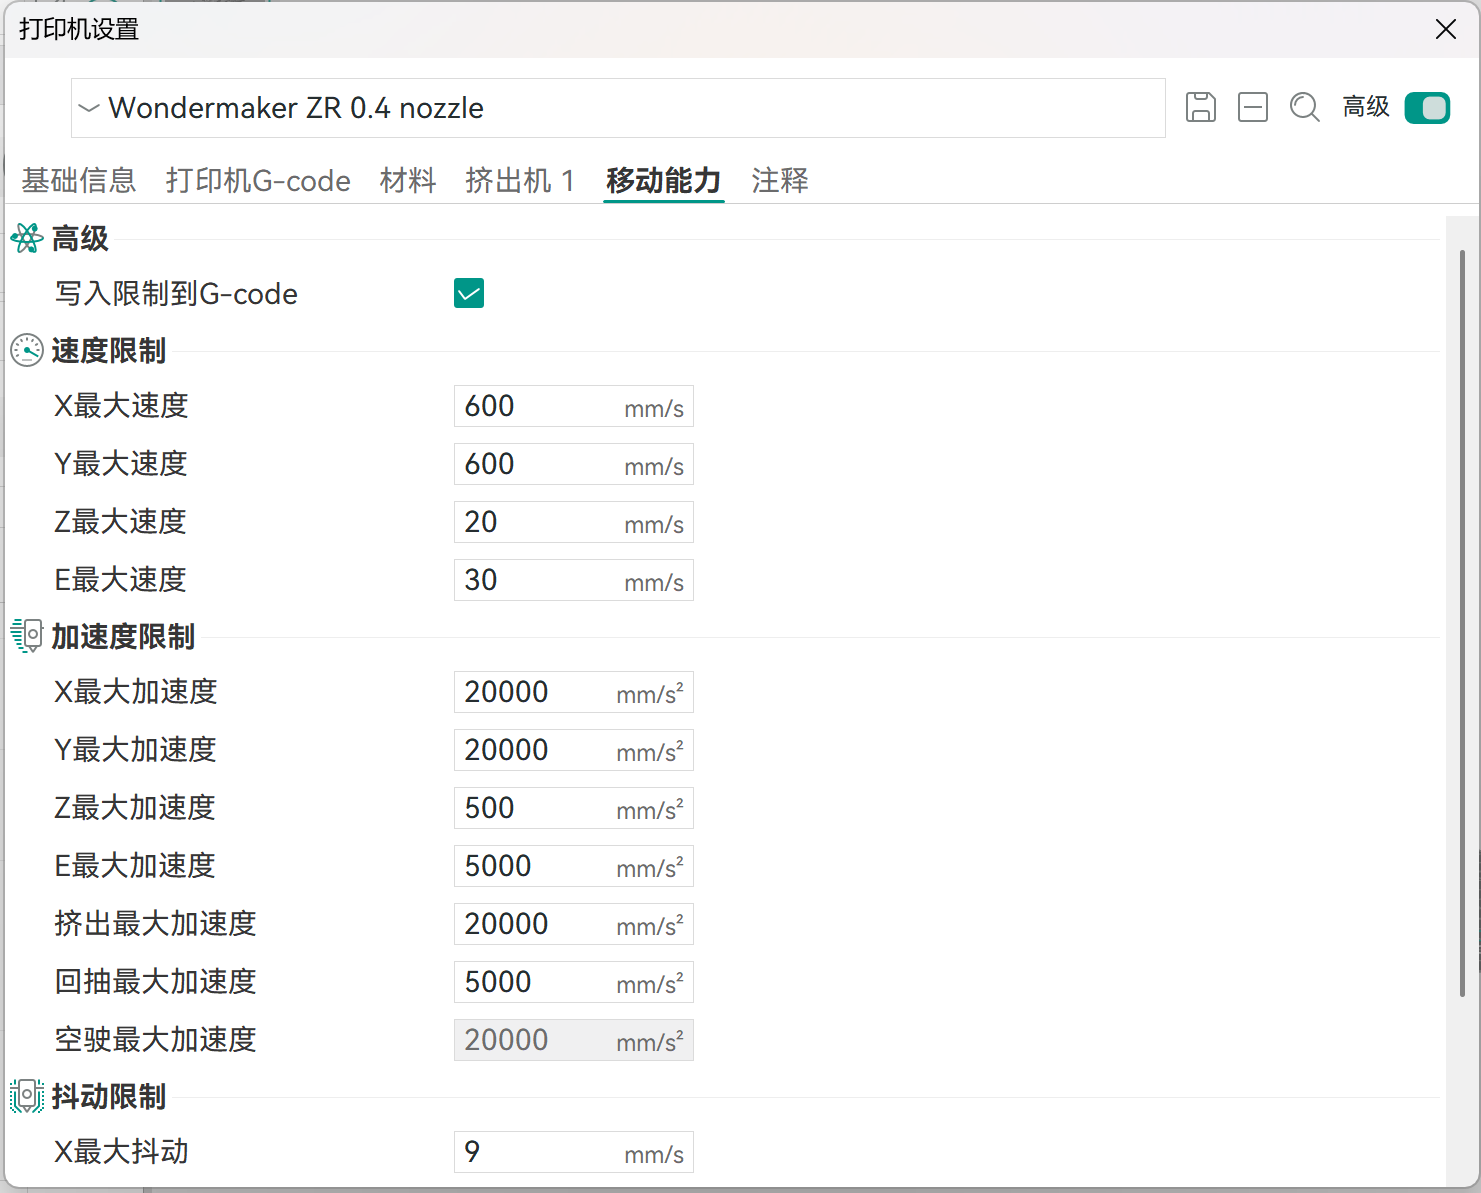 打印机设置
Wondermaker ZR 0.4 nozzle
高级
基础信息 打印机G-code 材料 挤出机 1 移动能力 注释
高级
写入限制到G-code
速度限制
X最大速度 600 mm/s
Y最大速度 600 mm/s
Z最大速度 20 mm/s
E最大速度 30 mm/s
加速度限制
X最大加速度 20000 mm/s²
Y最大加速度 20000 mm/s²
Z最大加速度 500 mm/s²
E最大加速度 5000 mm/s²
挤出最大加速度 20000 mm/s²
回抽最大加速度 5000 mm/s²
空驶最大加速度 20000 mm/s²
抖动限制
X最大抖动 9 mm/s